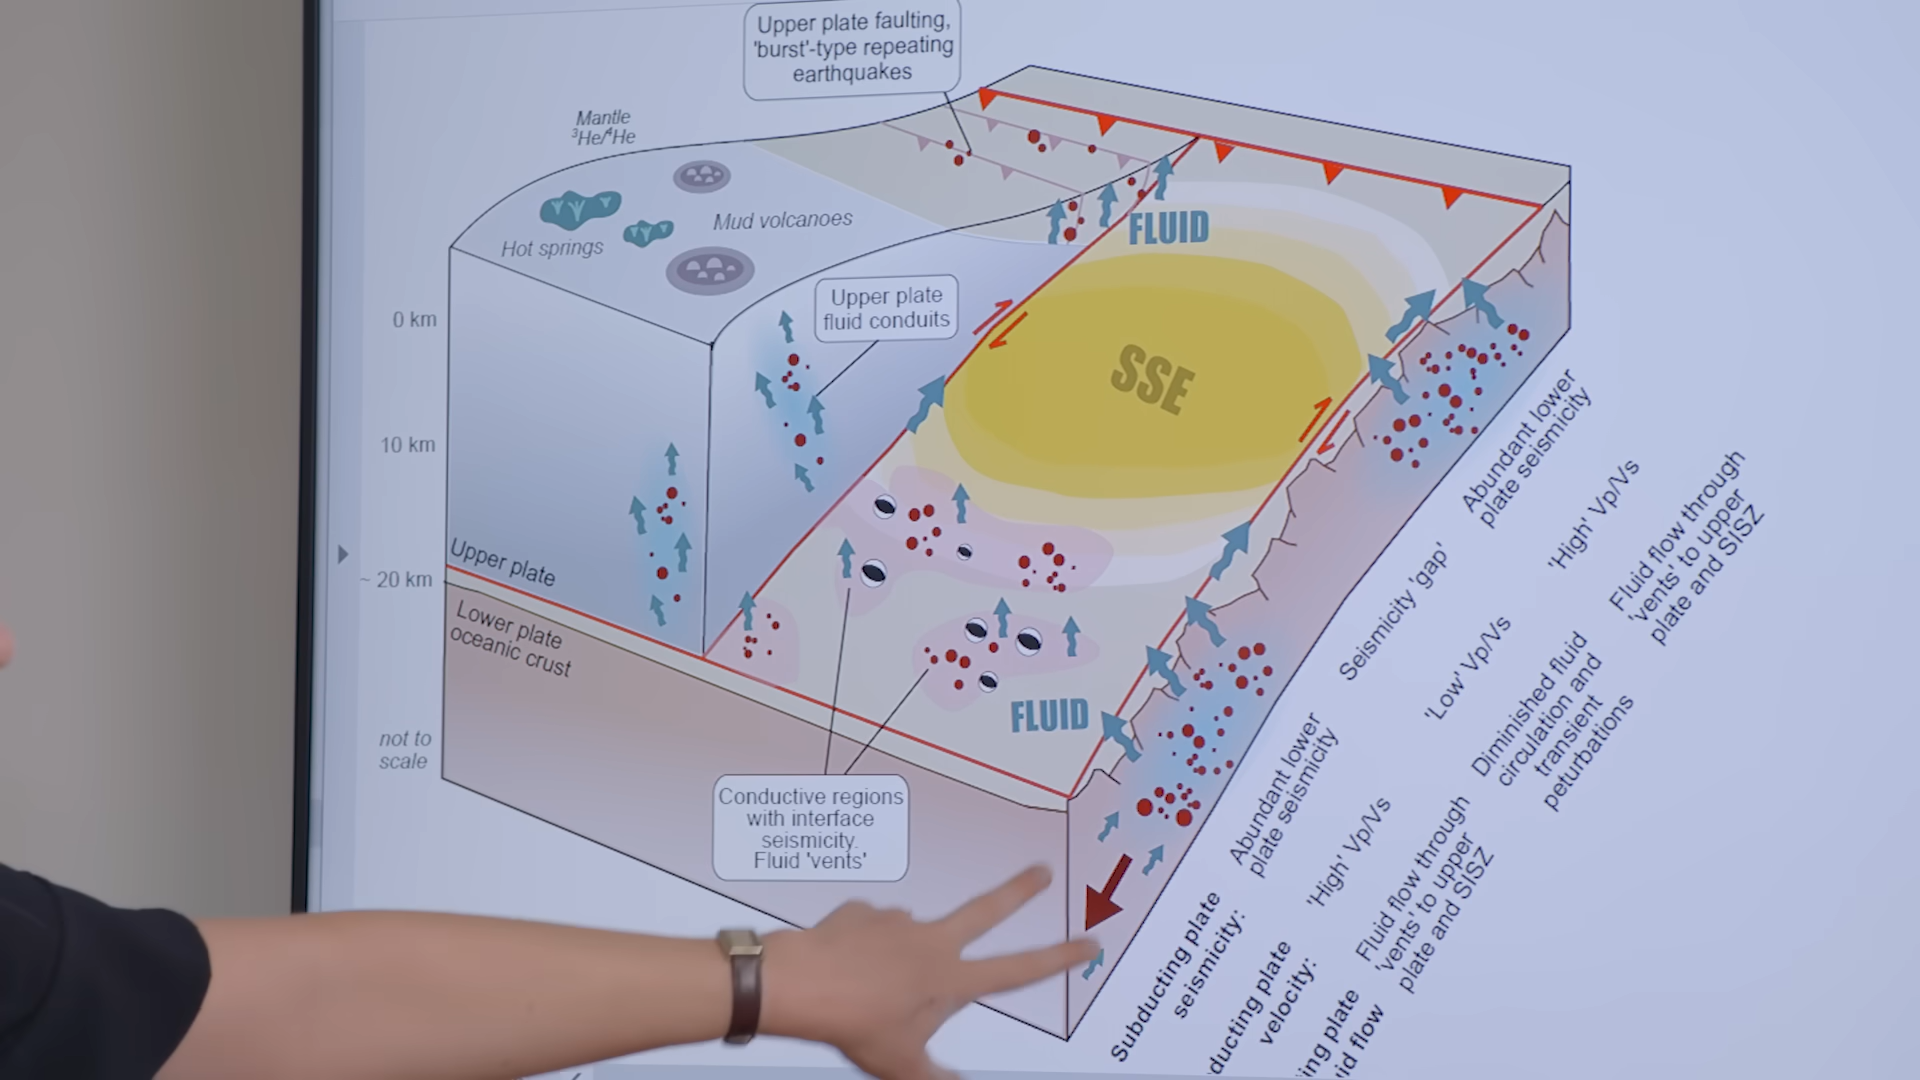 Upper plate faulting,
'burst'-type repeating
earthquakes
Mantle
³He/⁴He
Mud volcanoes
Hot springs
FLUID
Upper plate
fluid conduits
0 km
10 km
~ 20 km
SSE
Upper plate
Lower plate
oceanic crust
not to
scale
FLUID
Conductive regions
with interface
seismicity.
Fluid 'vents'
Subducting plate
seismicity:
Abundant lower
plate seismicity
Seismicity 'gap'
Abundant lower
plate seismicity
ducting plate
velocity:
'High' Vp/Vs
'Low' Vp/Vs
'High' Vp/Vs
ing plate
id flow
Fluid flow through
'vents' to upper
plate and SISZ
Diminished fluid
circulation and
transient
peturbations
Fluid flow through
'vents' to upper
plate and SISZ